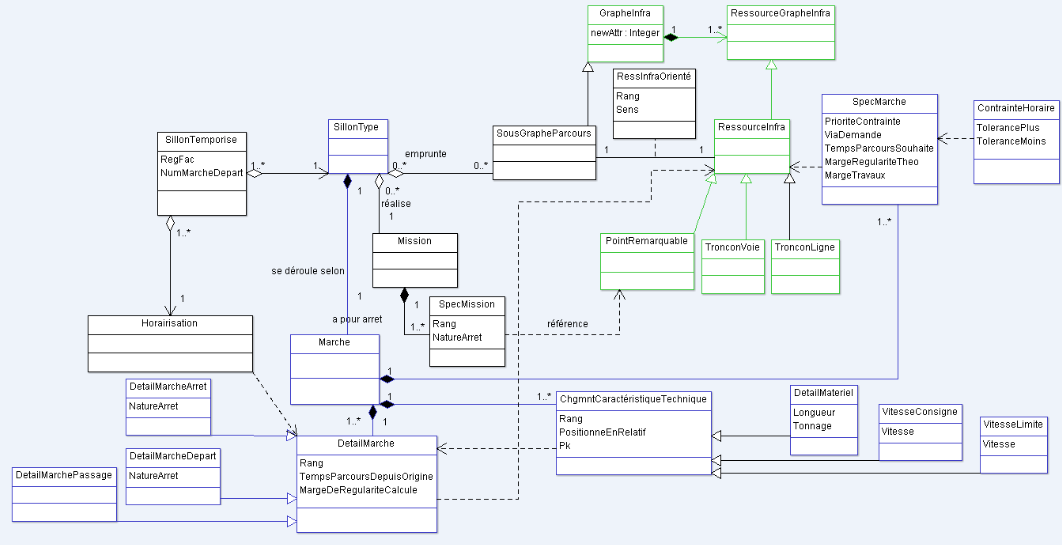 GrapheInfra
newAttr : Integer
1
1..*
RessourceGrapheInfra
RessInfraOrienté
Rang
Sens
SpecMarche
PrioriteContrainte
ViaDemande
TempsParcoursSouhaite
MargeRegulariteTheo
MargeTravaux
ContrainteHoraire
TolerancePlus
ToleranceMoins
SillonTemporise
RegFac
NumMarcheDepart
1..*
1
SillonType
emprunte
0..*
0..*
SousGrapheParcours
1
1
RessourceInfra
0..*
réalise
1
1..*
1
Mission
PointRemarquable
TronconVoie
TronconLigne
1..*
se déroule selon
1
a pour arret
1
1..*
SpecMission
Rang
NatureArret
référence
Horairisation
Marche
1
1
1..*
1..*
1
DetailMarcheArret
NatureArret
ChgmntCaractéristiqueTechnique
Rang
PositionneEnRelatif
Pk
DetailMateriel
Longueur
Tonnage
VitesseConsigne
Vitesse
VitesseLimite
Vitesse
DetailMarche
Rang
TempsParcoursDepuisOrigine
MargeDeRegulariteCalcule
DetailMarcheDepart
NatureArret
DetailMarchePassage